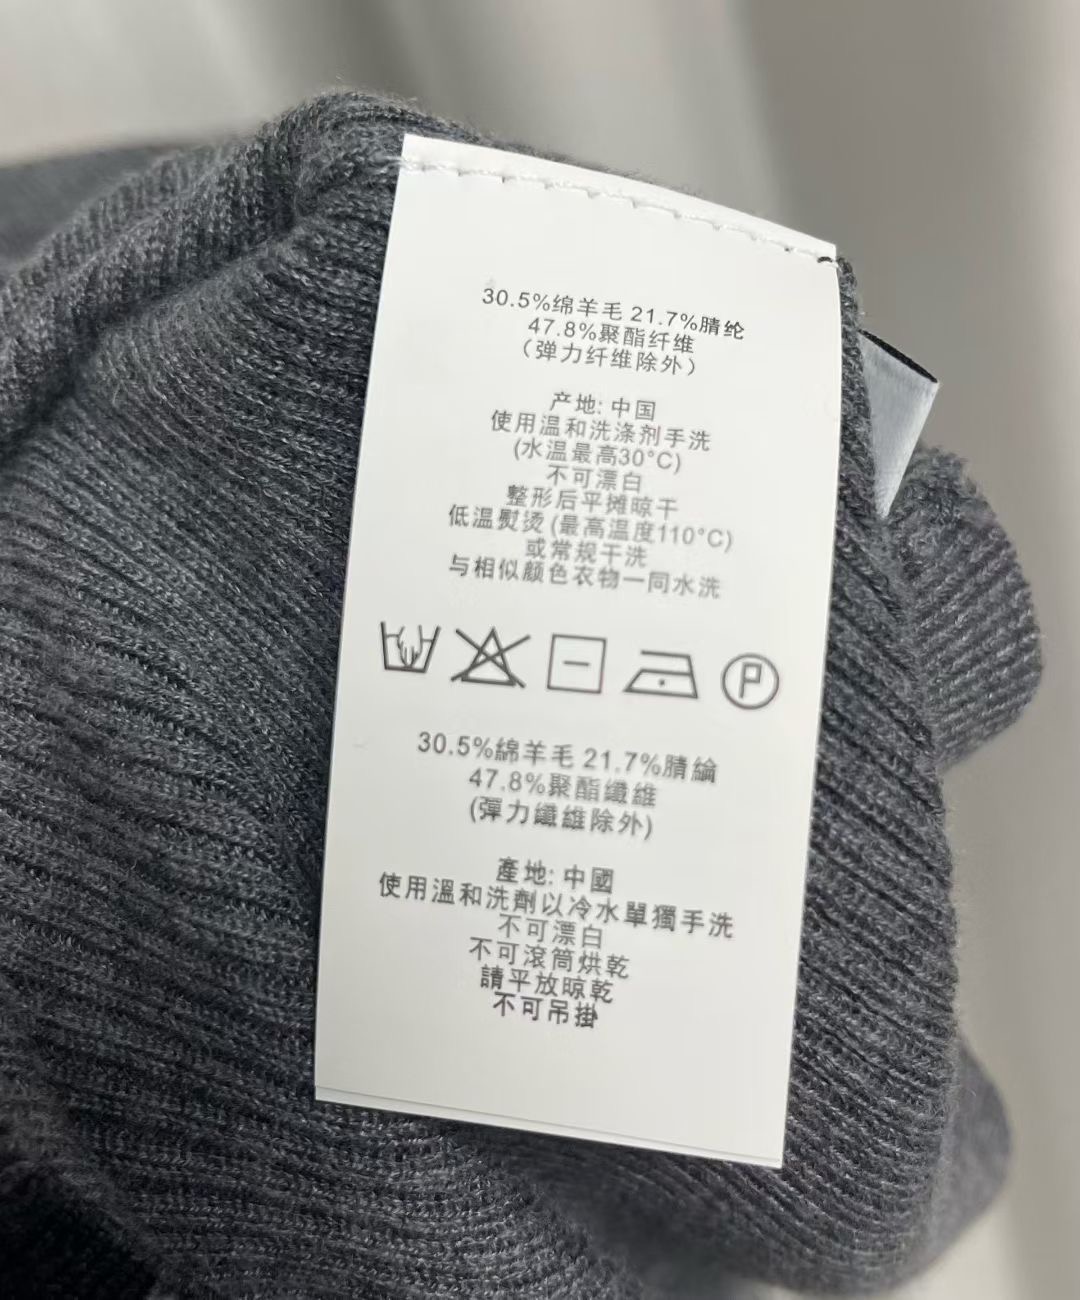 30.5%绵羊毛 21.7%腈纶
47.8%聚酯纤维
（弹力纤维除外）
产地: 中国
使用温和洗涤剂手洗
(水温最高30°C)
不可漂白
整形后平摊晾干
低温熨烫 (最高温度110°C)
或常规干洗
与相似颜色衣物一同水洗
P
30.5%綿羊毛 21.7%腈綸
47.8%聚酯纖維
(彈力纖維除外)
產地: 中國
使用溫和洗劑以冷水單獨手洗
不可漂白
不可滾筒烘乾
請平放晾乾
不可吊掛